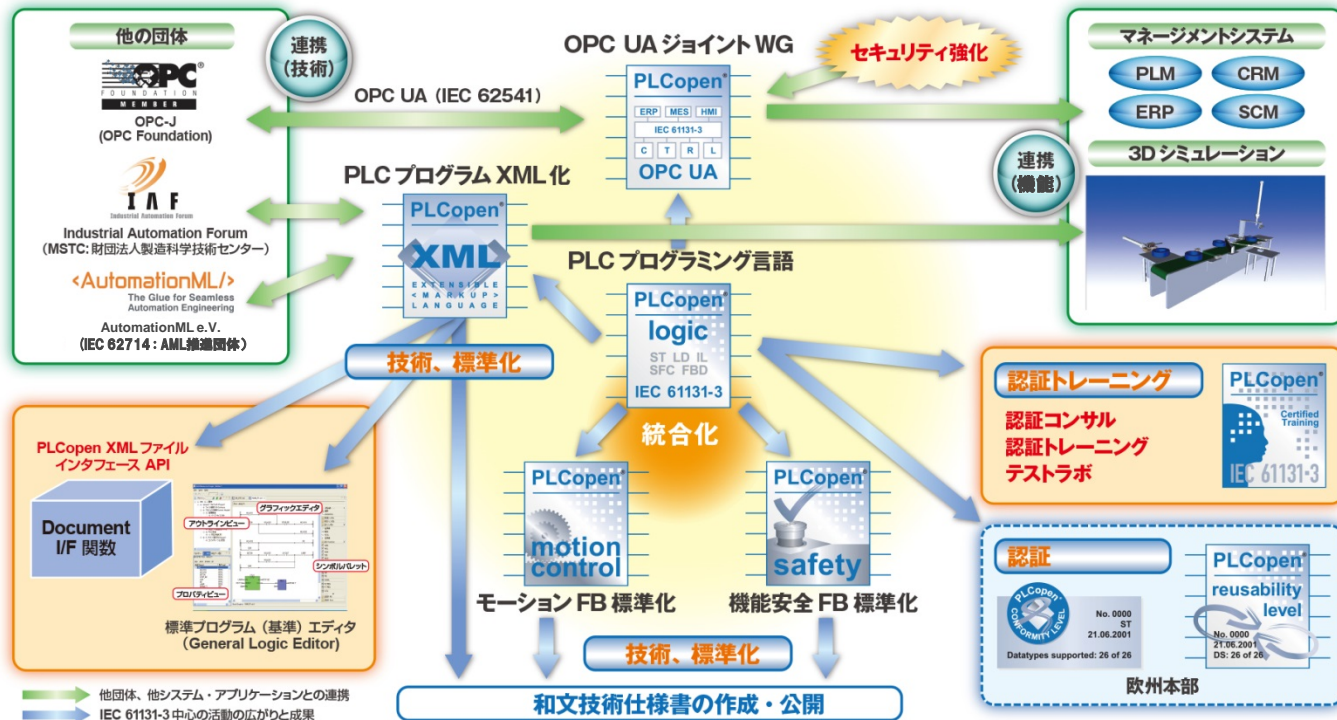 他の団体
OPC®
FOUNDATION
MEMBER
OPC-J
(OPC Foundation)
IAF
Industrial Automation Forum
Industrial Automation Forum
(MSTC: 財団法人製造科学技術センター)
<AutomationML/>
The Glue for Seamless
Automation Engineering
AutomationML e.V.
(IEC 62714 : AML推進団体)
連携
(技術)
OPC UA (IEC 62541)
OPC UA ジョイント WG
PLCopen®
ERP MES HMI
IEC 61131-3
C T R L
OPC UA
セキュリティ強化
マネージメントシステム
PLM CRM
ERP SCM
連携
(機能)
3D シミュレーション
PLC プログラム XML 化
PLCopen®
XML
EXTENSIBLE
<MARKUP>
LANGUAGE
PLC プログラミング言語
PLCopen®
logic
ST LD IL
SFC FBD
IEC 61131-3
統合化
技術、標準化
PLCopen XML ファイル
インタフェース API
Document
I/F 関数
グラフィックエディタ
アウトラインビュー
シンボルパレット
プロパティビュー
標準プログラム (基準) エディタ
(General Logic Editor)
PLCopen®
motion
control
モーション FB 標準化
PLCopen®
safety
機能安全 FB 標準化
技術、標準化
和文技術仕様書の作成・公開
認証トレーニング
認証コンサル
認証トレーニング
テストラボ
PLCopen®
Certified
Training
IEC 61131-3
認証
PLCopen®
CONFORMITY LEVEL
No. 0000
ST
21.06.2001
Datatypes supported: 26 of 26
PLCopen®
reusability
level
No. 0000
21.06.2001
DS: 26 of 26
欧州本部
他団体、他システム・アプリケーションとの連携
IEC 61131-3 中心の活動の広がりと成果